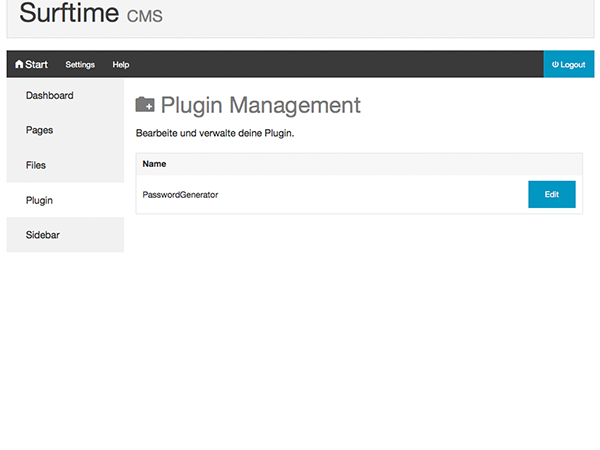 Surftime CMS
Start Settings Help Logout
Dashboard
Pages
Files
Plugin
Sidebar
Plugin Management
Bearbeite und verwalte deine Plugin.
Name
PasswordGenerator Edit